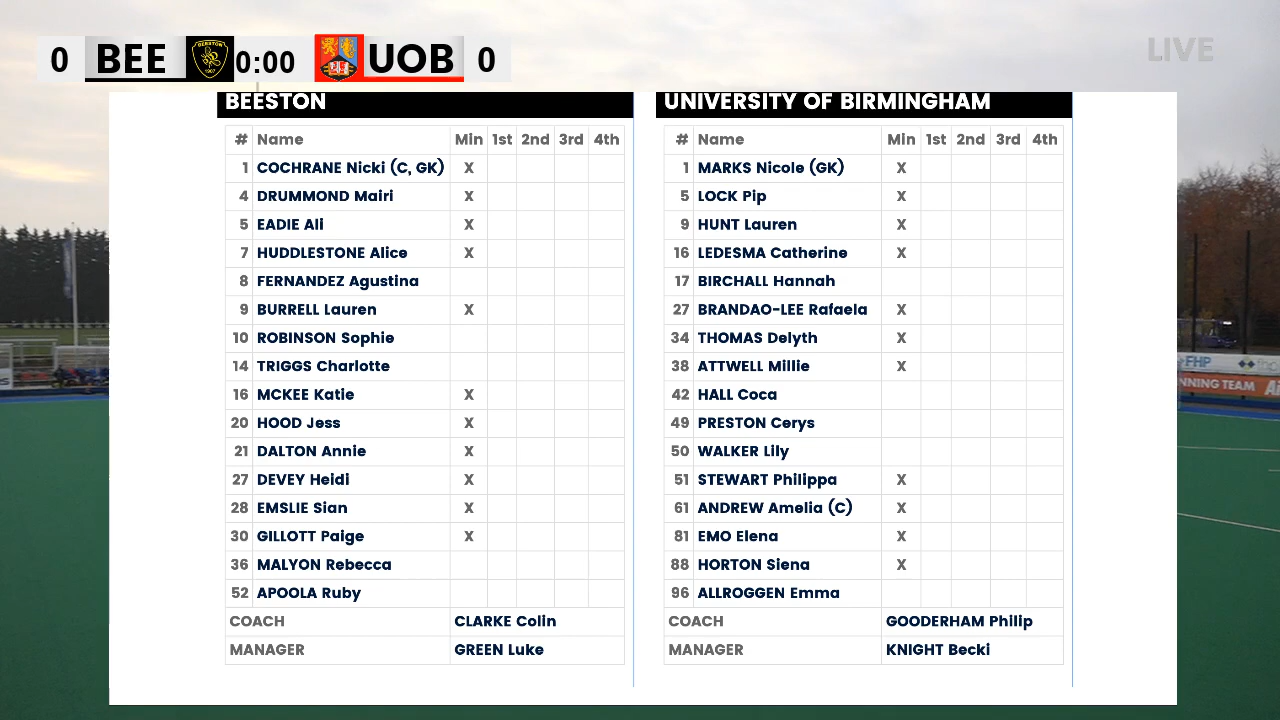 0 BEE BEESTON 1907 0:00 UOB 0
LIVE
BEESTON
# Name Min 1st 2nd 3rd 4th
1 COCHRANE Nicki (C, GK) X
4 DRUMMOND Mairi X
5 EADIE Ali X
7 HUDDLESTONE Alice X
8 FERNANDEZ Agustina
9 BURRELL Lauren X
10 ROBINSON Sophie
14 TRIGGS Charlotte
16 MCKEE Katie X
20 HOOD Jess X
21 DALTON Annie X
27 DEVEY Heidi X
28 EMSLIE Sian X
30 GILLOTT Paige X
36 MALYON Rebecca
52 APOOLA Ruby
COACH CLARKE Colin
MANAGER GREEN Luke
UNIVERSITY OF BIRMINGHAM
# Name Min 1st 2nd 3rd 4th
1 MARKS Nicole (GK) X
5 LOCK Pip X
9 HUNT Lauren X
16 LEDESMA Catherine X
17 BIRCHALL Hannah
27 BRANDAO-LEE Rafaela X
34 THOMAS Delyth X
38 ATTWELL Millie X
42 HALL Coca
49 PRESTON Cerys
50 WALKER Lily
51 STEWART Philippa X
61 ANDREW Amelia (C) X
81 EMO Elena X
88 HORTON Siena X
96 ALLROGGEN Emma
COACH GOODERHAM Philip
MANAGER KNIGHT Becki
FHP
NNING TEAM